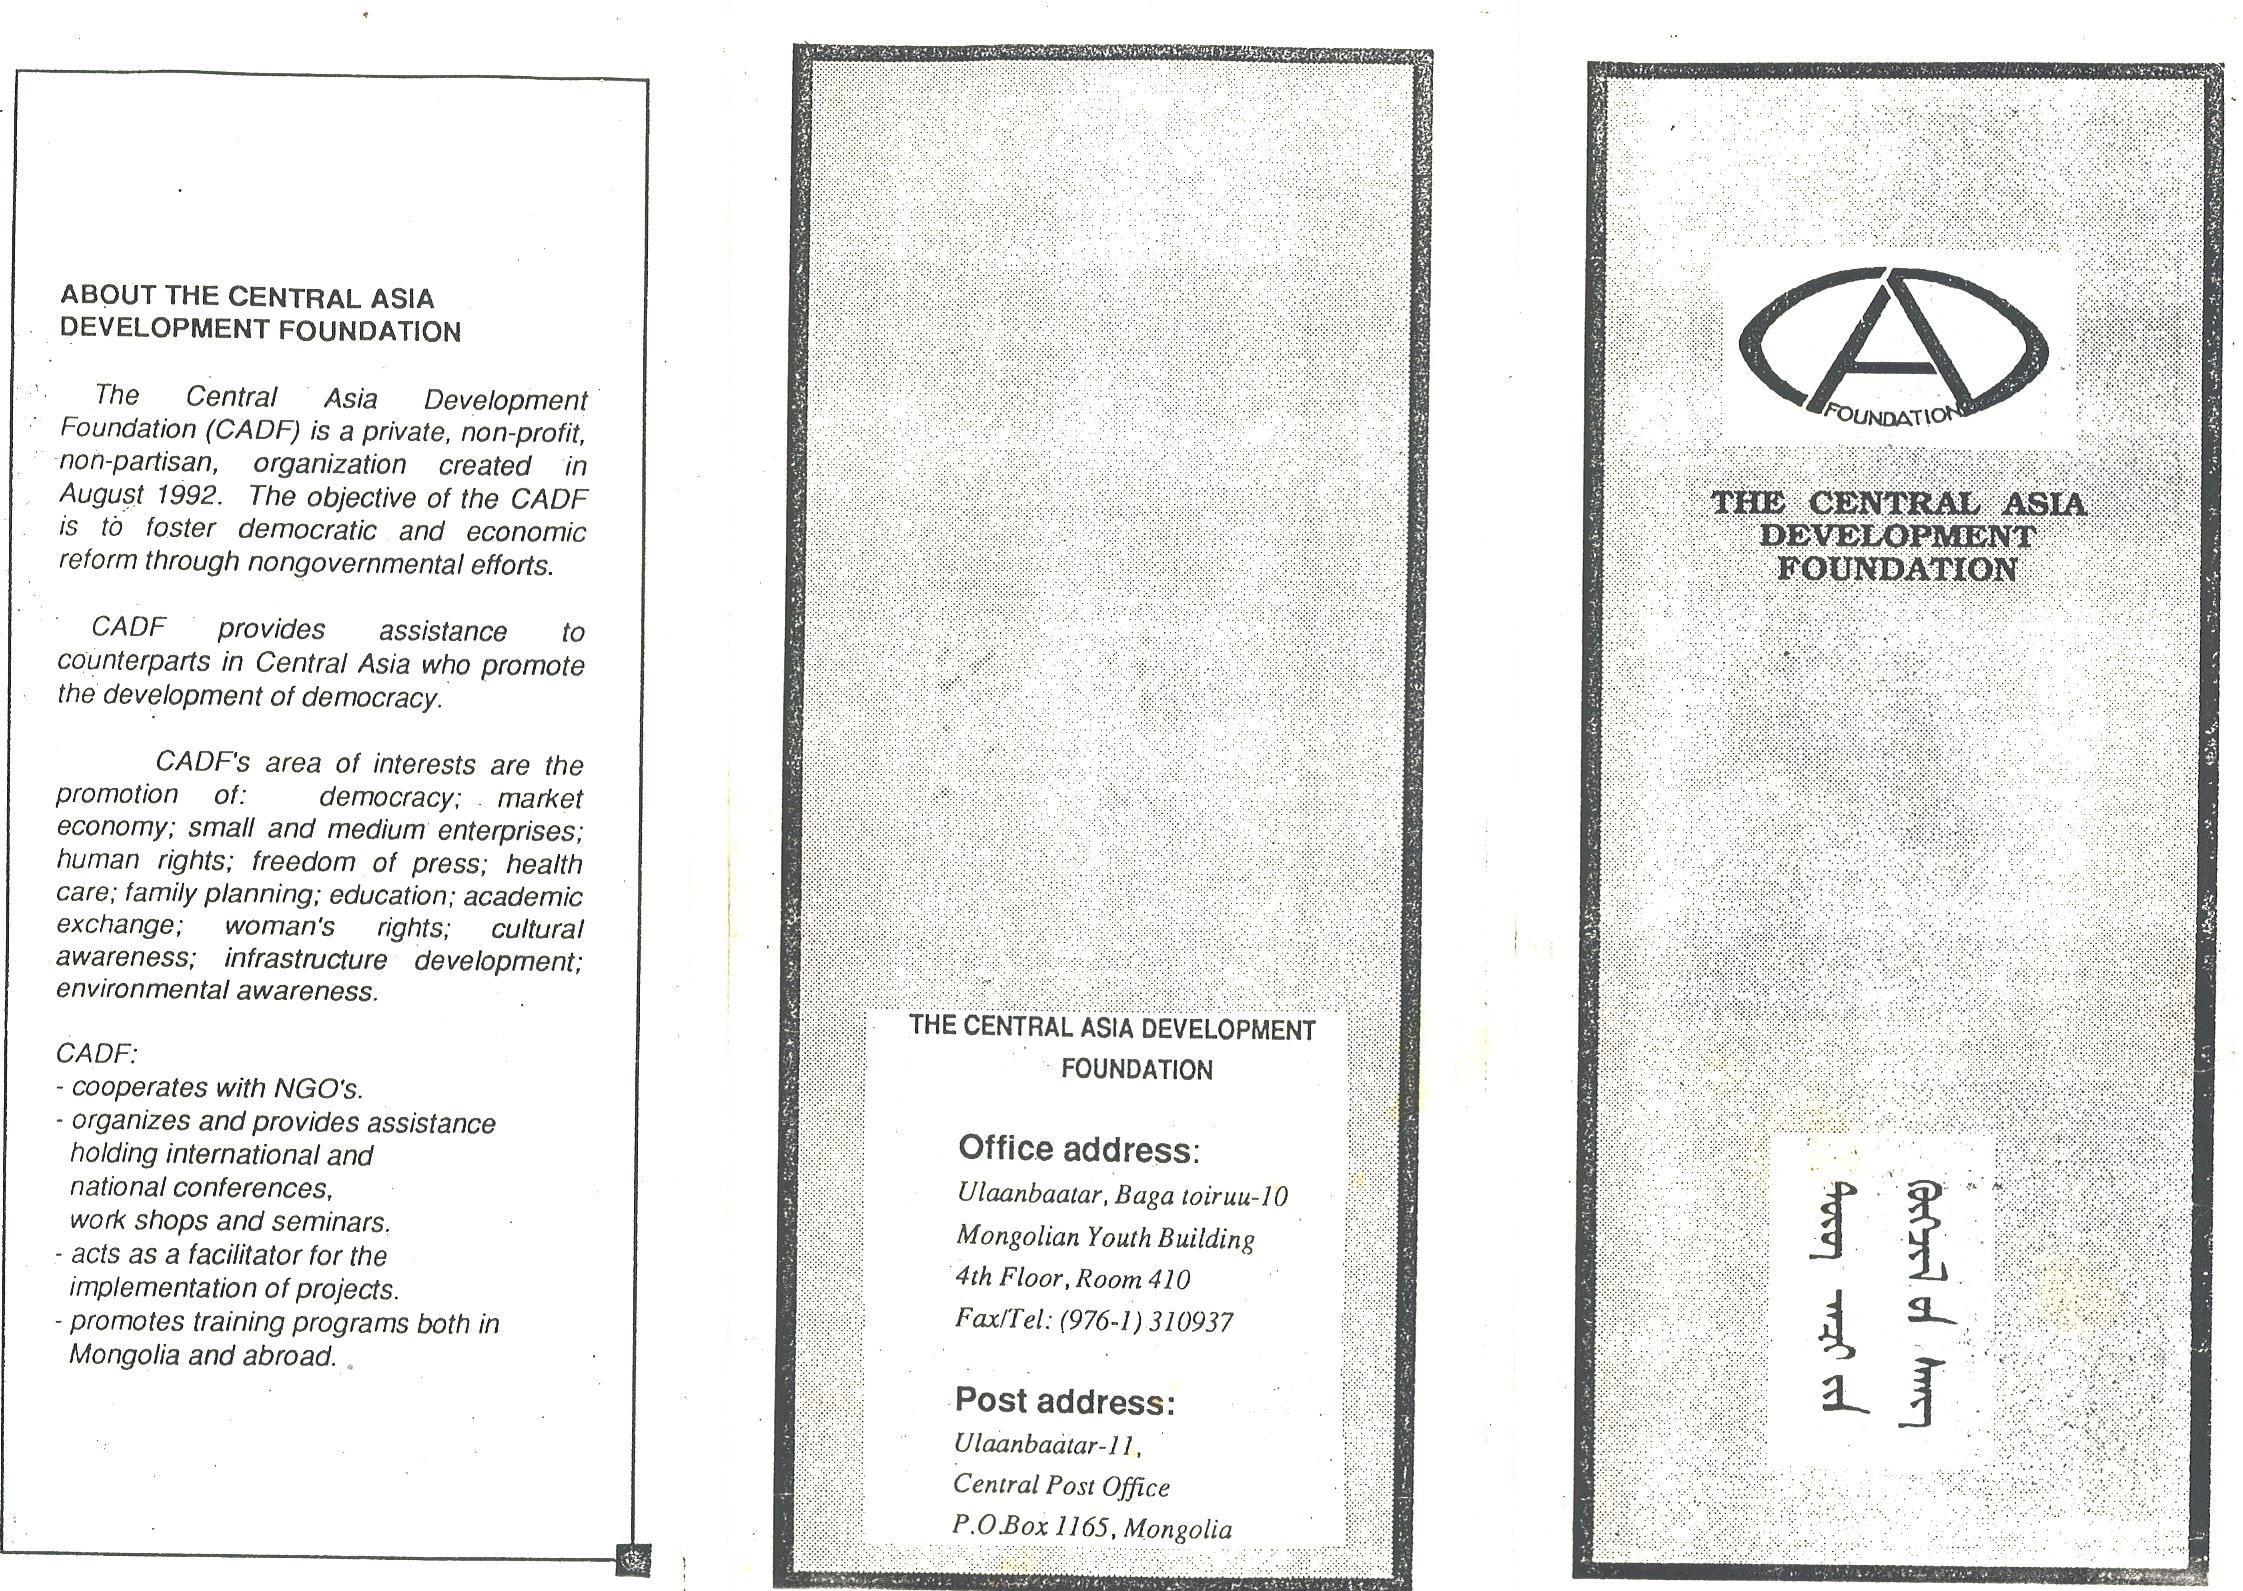 ABOUT THE CENTRAL ASIA
DEVELOPMENT FOUNDATION
The Central Asia Development
Foundation (CADF) is a private, non-profit,
non-partisan, organization created in
August 1992. The objective of the CADF
is to foster democratic and economic
reform through nongovernmental efforts.
CADF provides assistance to
counterparts in Central Asia who promote
the development of democracy.
CADF's area of interests are the
promotion of: democracy; market
economy; small and medium enterprises;
human rights; freedom of press; health
care; family planning; education; academic
exchange; woman's rights; cultural
awareness; infrastructure development;
environmental awareness.
CADF:
- cooperates with NGO's.
- organizes and provides assistance
holding international and
national conferences,
work shops and seminars.
- acts as a facilitator for the
implementation of projects.
- promotes training programs both in
Mongolia and abroad.
THE CENTRAL ASIA DEVELOPMENT
FOUNDATION
Office address:
Ulaanbaatar, Baga toiruu-10
Mongolian Youth Building
4th Floor, Room 410
Fax/Tel: (976-1) 310937
Post address:
Ulaanbaatar-11,
Central Post Office
P.O.Box 1165, Mongolia
FOUNDATION
THE CENTRAL ASIA
DEVELOPMENT
FOUNDATION